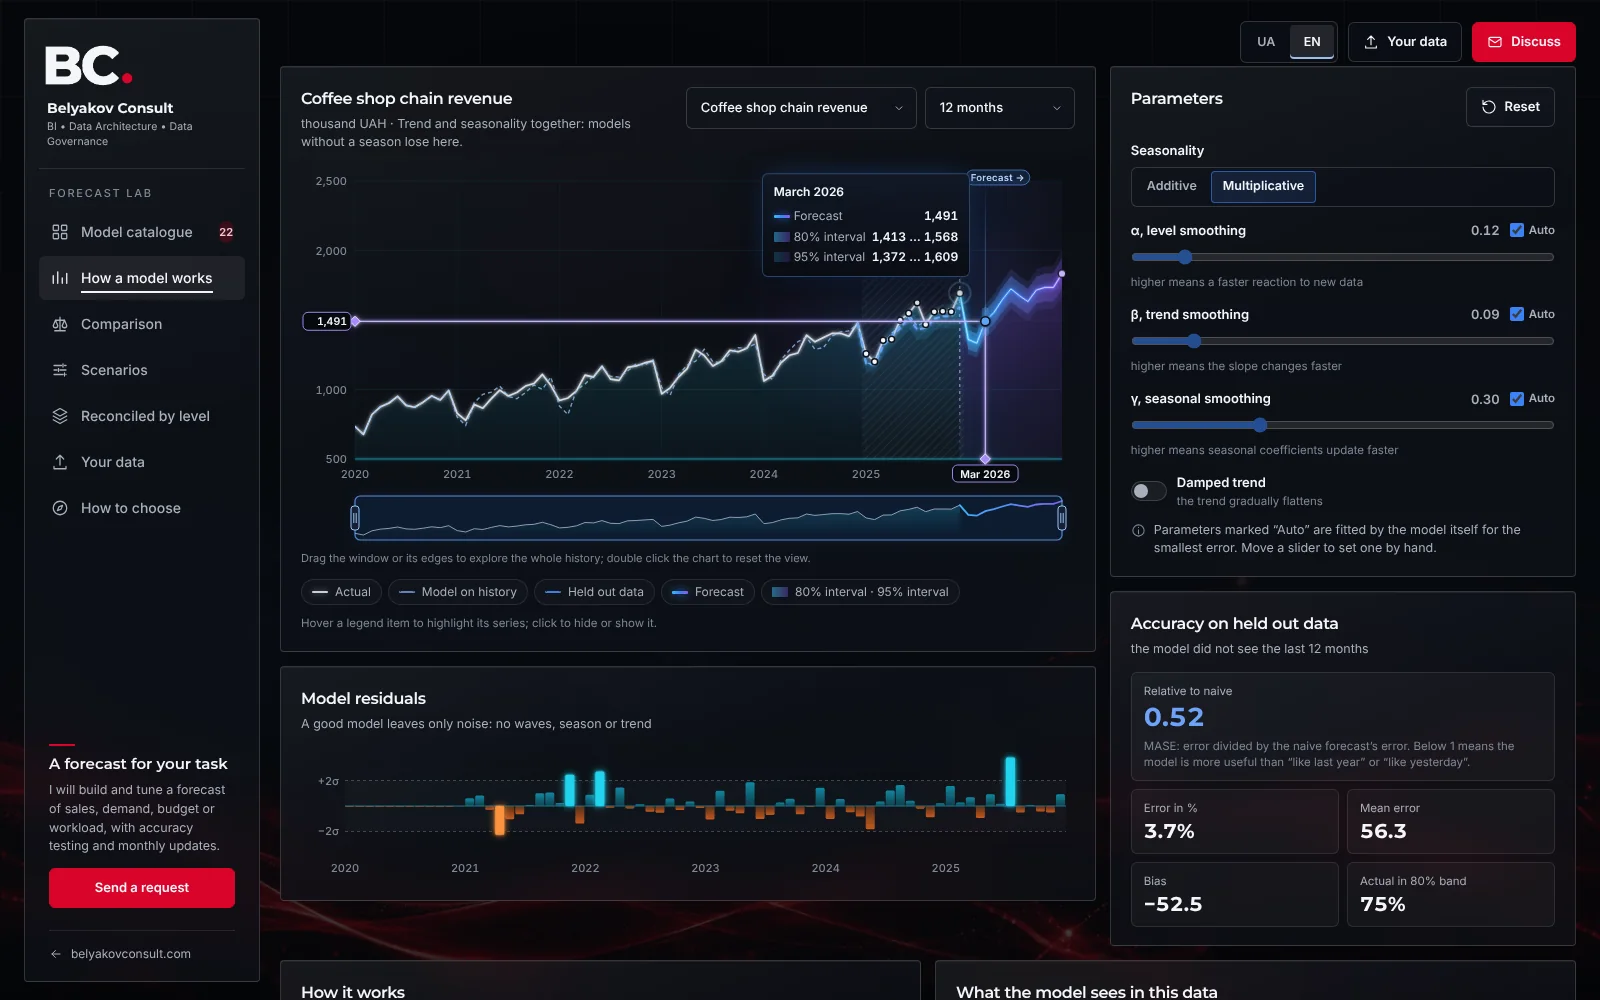 BC.
Belyakov Consult
BI • Data Architecture • Data
Governance
FORECAST LAB
Model catalogue 22
How a model works
Comparison
Scenarios
Reconciled by level
Your data
How to choose
A forecast for your task
I will build and tune a forecast
of sales, demand, budget or
workload, with accuracy
testing and monthly updates.
Send a request
← belyakovconsult.com
UA EN
Your data
Discuss
Coffee shop chain revenue
thousand UAH · Trend and seasonality together: models
without a season lose here.
Coffee shop chain revenue
12 months
2,500
2,000
1,491
1,000
500
March 2026
Forecast 1,491
80% interval 1,413 ... 1,568
95% interval 1,372 ... 1,609
Forecast →
2020 2021 2022 2023 2024 2025 Mar 2026
Drag the window or its edges to explore the whole history; double click the chart to reset the view.
Actual Model on history Held out data Forecast 80% interval · 95% interval
Hover a legend item to highlight its series; click to hide or show it.
Model residuals
A good model leaves only noise: no waves, season or trend
+2σ
−2σ
2020 2021 2022 2023 2024 2025
Parameters
Reset
Seasonality
Additive Multiplicative
α, level smoothing 0.12 Auto
higher means a faster reaction to new data
β, trend smoothing 0.09 Auto
higher means the slope changes faster
γ, seasonal smoothing 0.30 Auto
higher means seasonal coefficients update faster
Damped trend
the trend gradually flattens
Parameters marked “Auto” are fitted by the model itself for the
smallest error. Move a slider to set one by hand.
Accuracy on held out data
the model did not see the last 12 months
Relative to naive
0.52
MASE: error divided by the naive forecast’s error. Below 1 means the
model is more useful than “like last year” or “like yesterday”.
Error in %
3.7%
Mean error
56.3
Bias
−52.5
Actual in 80% band
75%
How it works
What the model sees in this data